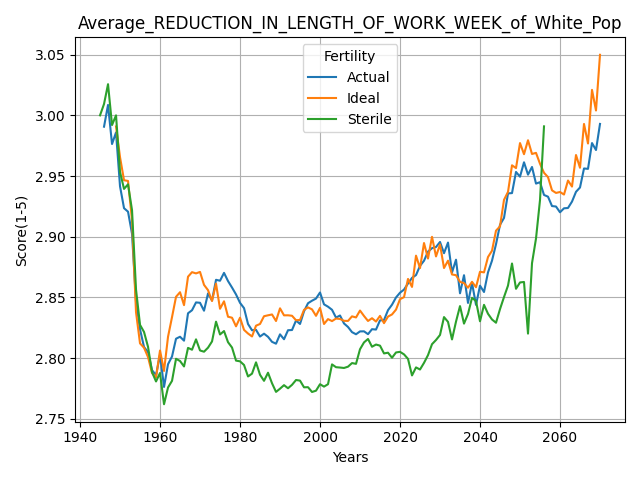 Average_REDUCTION_IN_LENGTH_OF_WORK_WEEK_of_White_Pop
Fertility
Actual
Ideal
Sterile
3.05
3.00
2.95
2.90
2.85
2.80
2.75
Score(1-5)
1940 1960 1980 2000 2020 2040 2060
Years